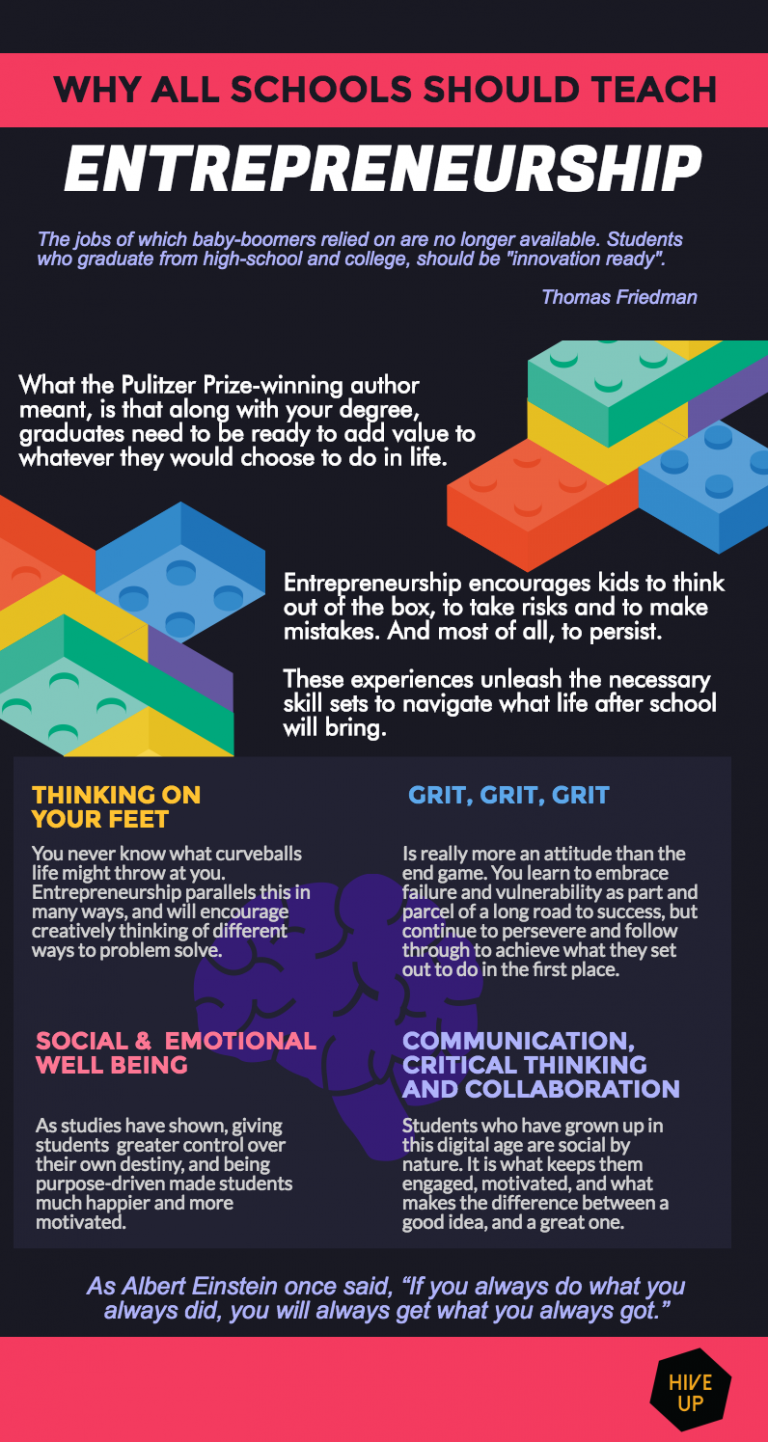 WHY ALL SCHOOLS SHOULD TEACH
ENTREPRENEURSHIP
The jobs of which baby-boomers relied on are no longer available. Students
who graduate from high-school and college, should be "innovation ready".
Thomas Friedman
What the Pulitzer Prize-winning author
meant, is that along with your degree,
graduates need to be ready to add value to
whatever they would choose to do in life.
Entrepreneurship encourages kids to think
out of the box, to take risks and to make
mistakes. And most of all, to persist.
These experiences unleash the necessary
skill sets to navigate what life after school
will bring.
THINKING ON
YOUR FEET
You never know what curveballs
life might throw at you.
Entrepreneurship parallels this in
many ways, and will encourage
creatively thinking of different
ways to problem solve.
GRIT, GRIT, GRIT
Is really more an attitude than the
end game. You learn to embrace
failure and vulnerability as part and
parcel of a long road to success, but
continue to persevere and follow
through to achieve what they set
out to do in the first place.
SOCIAL & EMOTIONAL
WELL BEING
As studies have shown, giving
students greater control over
their own destiny, and being
purpose-driven made students
much happier and more
motivated.
COMMUNICATION,
CRITICAL THINKING
AND COLLABORATION
Students who have grown up in
this digital age are social by
nature. It is what keeps them
engaged, motivated, and what
makes the difference between a
good idea, and a great one.
As Albert Einstein once said, “If you always do what you
always did, you will always get what you always got.”
HIVE
UP